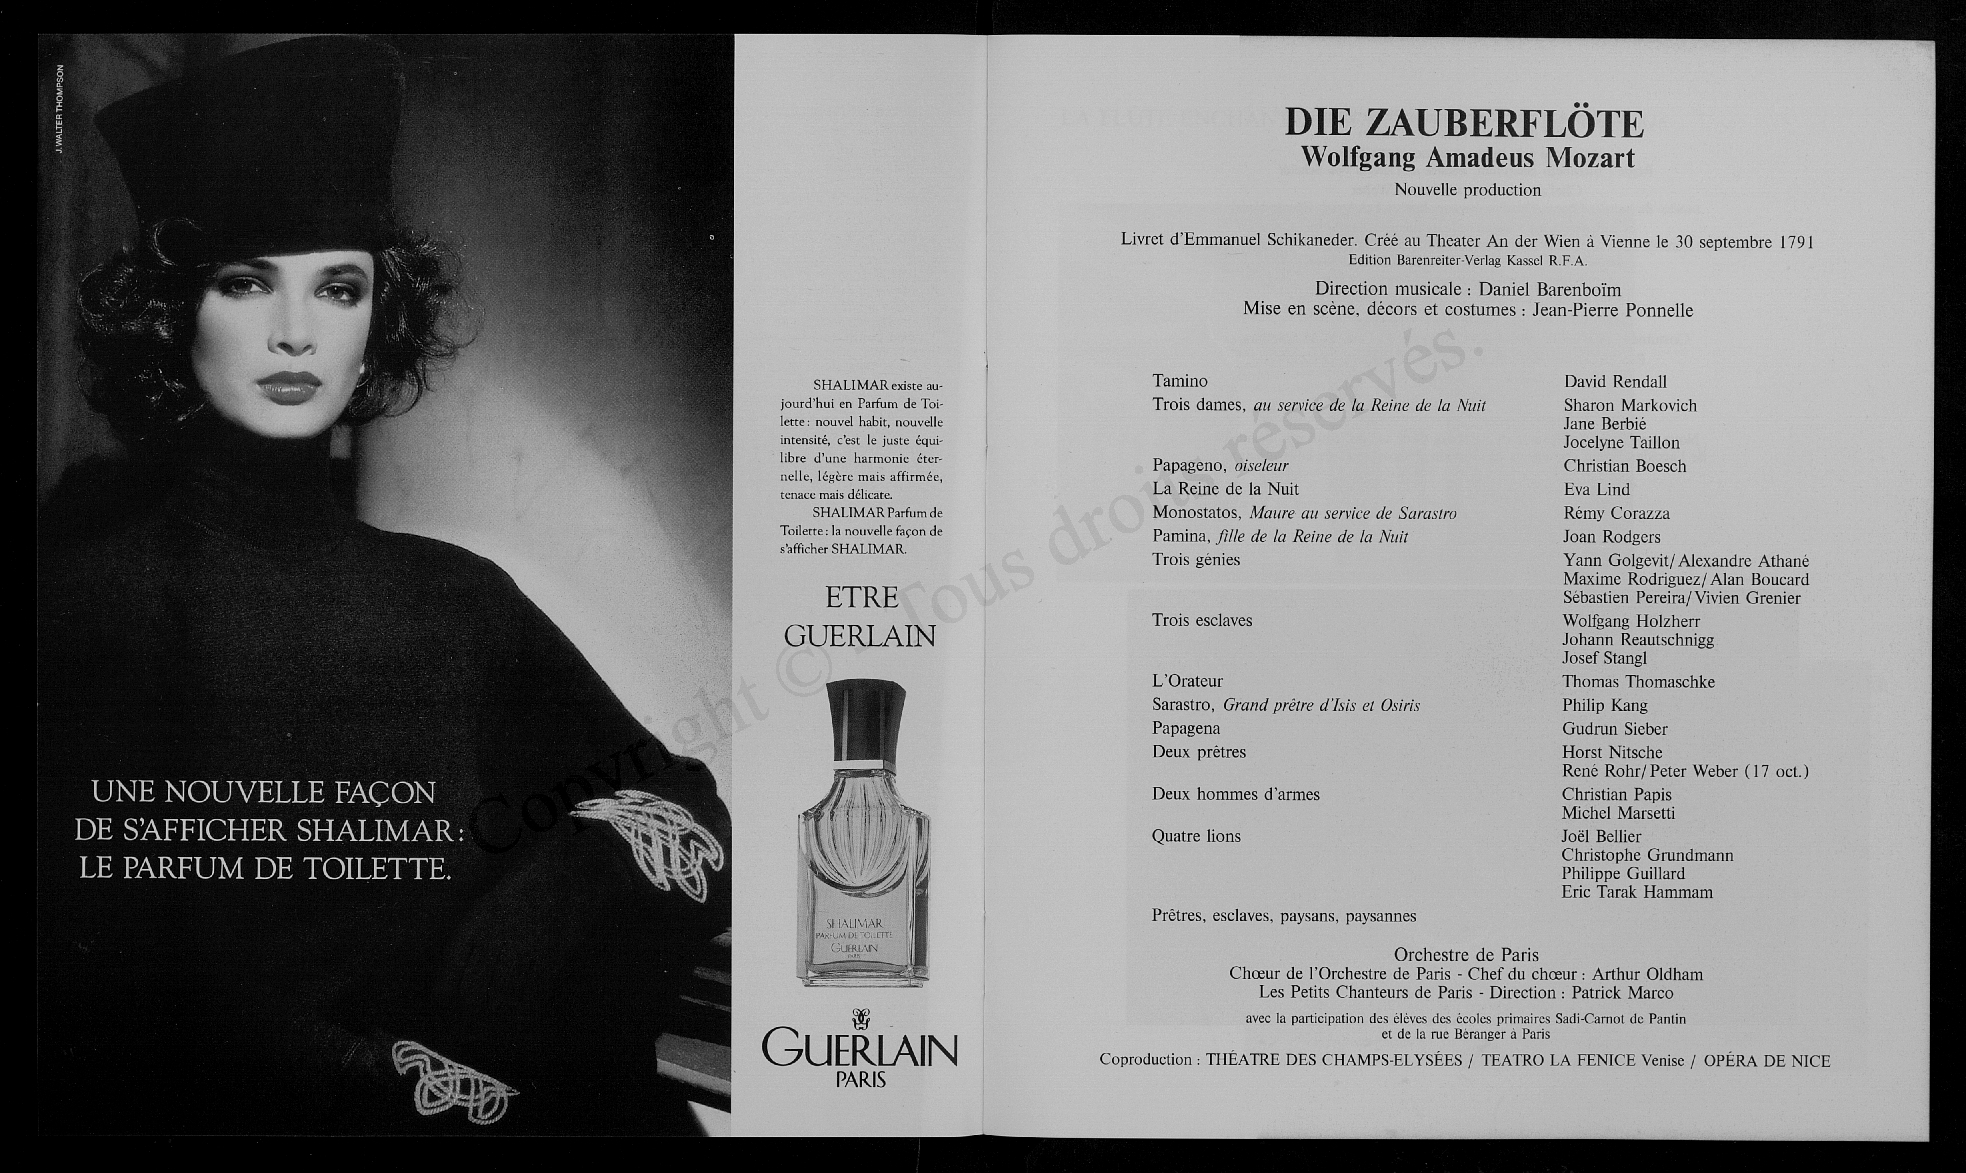 J. WALTER THOMPSON
UNE NOUVELLE FAÇON
DE S'AFFICHER SHALIMAR:
LE PARFUM DE TOILETTE.
SHALIMAR existe au-
jourd'hui en Parfum de Toi-
lette: nouvel habit, nouvelle
intensité, c'est le juste équi-
libre d'une harmonie éter-
nelle, légère mais affirmée,
tenace mais délicate.
SHALIMAR Parfum de
Toilette: la nouvelle façon de
s'afficher SHALIMAR.
ETRE
GUERLAIN
SHALIMAR
PARFUM DE TOILETTE
GUERLAIN
PARIS
GUERLAIN
PARIS
DIE ZAUBERFLÖTE
Wolfgang Amadeus Mozart
Nouvelle production
Livret d'Emmanuel Schikaneder. Créé au Theater An der Wien à Vienne le 30 septembre 1791
Edition Barenreiter-Verlag Kassel R.F.A.
Direction musicale : Daniel Barenboïm
Mise en scène, décors et costumes : Jean-Pierre Ponnelle
Tamino David Rendall
Trois dames, au service de la Reine de la Nuit Sharon Markovich
Jane Berbié
Jocelyne Taillon
Papageno, oiseleur Christian Boesch
La Reine de la Nuit Eva Lind
Monostatos, Maure au service de Sarastro Rémy Corazza
Pamina, fille de la Reine de la Nuit Joan Rodgers
Trois génies Yann Golgevit/Alexandre Athané
Maxime Rodriguez/Alan Boucard
Sébastien Pereira/Vivien Grenier
Trois esclaves Wolfgang Holzherr
Johann Reautschnigg
Josef Stangl
L'Orateur Thomas Thomaschke
Sarastro, Grand prêtre d'Isis et Osiris Philip Kang
Papagena Gudrun Sieber
Deux prêtres Horst Nitsche
René Rohr/Peter Weber (17 oct.)
Deux hommes d'armes Christian Papis
Michel Marsetti
Quatre lions Joël Bellier
Christophe Grundmann
Philippe Guillard
Eric Tarak Hammam
Prêtres, esclaves, paysans, paysannes
Orchestre de Paris
Chœur de l'Orchestre de Paris - Chef du chœur : Arthur Oldham
Les Petits Chanteurs de Paris - Direction : Patrick Marco
avec la participation des élèves des écoles primaires Sadi-Carnot de Pantin
et de la rue Béranger à Paris
Coproduction : THÉATRE DES CHAMPS-ELYSÉES / TEATRO LA FENICE Venise / OPÉRA DE NICE
Copyright © Tous droits réservés.